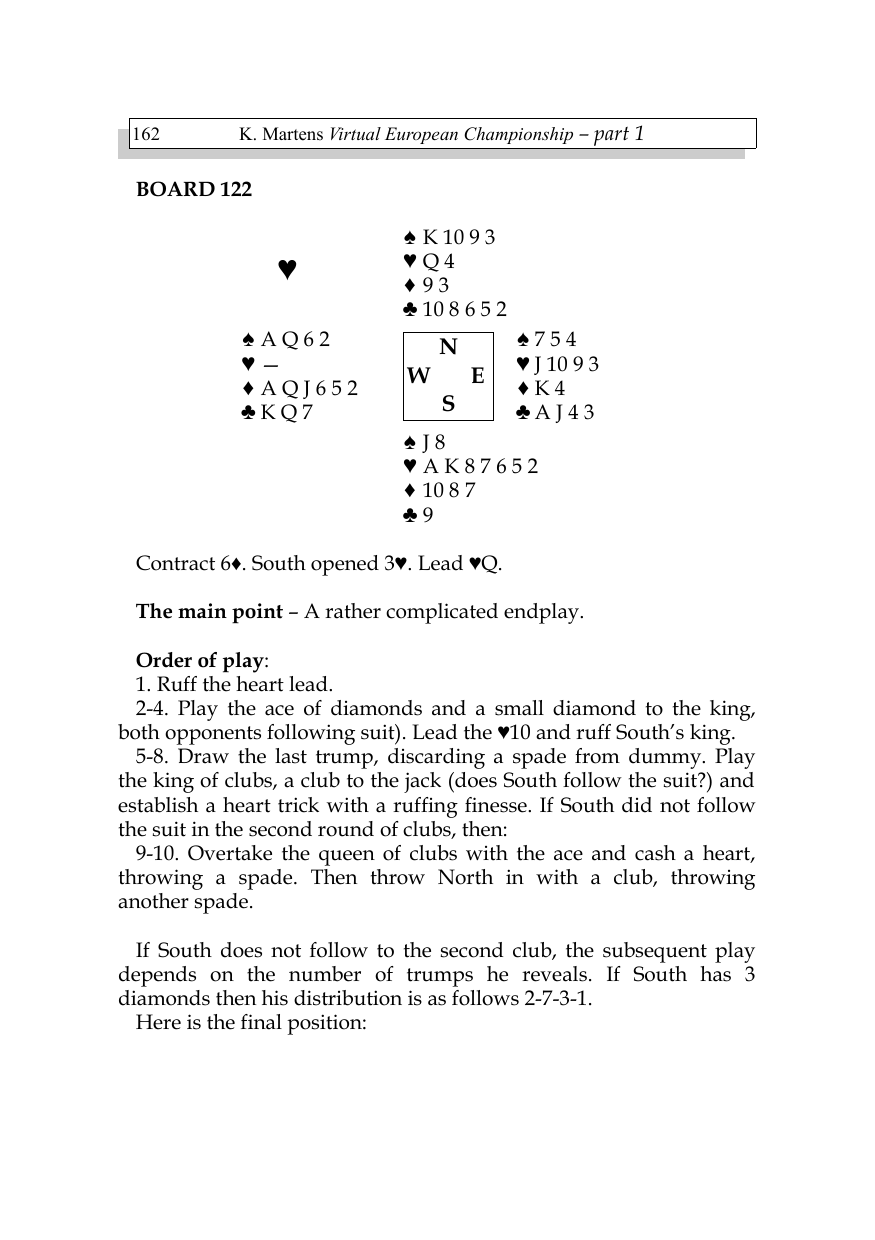 162 K. Martens Virtual European Championship – part 1
BOARD 122
♠ K 10 9 3
♥ Q 4
♦ 9 3
♣ 10 8 6 5 2
♥
♠ A Q 6 2
♥ —
♦ A Q J 6 5 2
♣ K Q 7
N
W E
S
♠ 7 5 4
♥ J 10 9 3
♦ K 4
♣ A J 4 3
♠ J 8
♥ A K 8 7 6 5 2
♦ 10 8 7
♣ 9
Contract 6♦. South opened 3♥. Lead ♥Q.
The main point – A rather complicated endplay.
Order of play:
1. Ruff the heart lead.
2-4. Play the ace of diamonds and a small diamond to the king,
both opponents following suit). Lead the ♥10 and ruff South’s king.
5-8. Draw the last trump, discarding a spade from dummy. Play
the king of clubs, a club to the jack (does South follow the suit?) and
establish a heart trick with a ruffing finesse. If South did not follow
the suit in the second round of clubs, then:
9-10. Overtake the queen of clubs with the ace and cash a heart,
throwing a spade. Then throw North in with a club, throwing
another spade.
If South does not follow to the second club, the subsequent play
depends on the number of trumps he reveals. If South has 3
diamonds then his distribution is as follows 2-7-3-1.
Here is the final position: